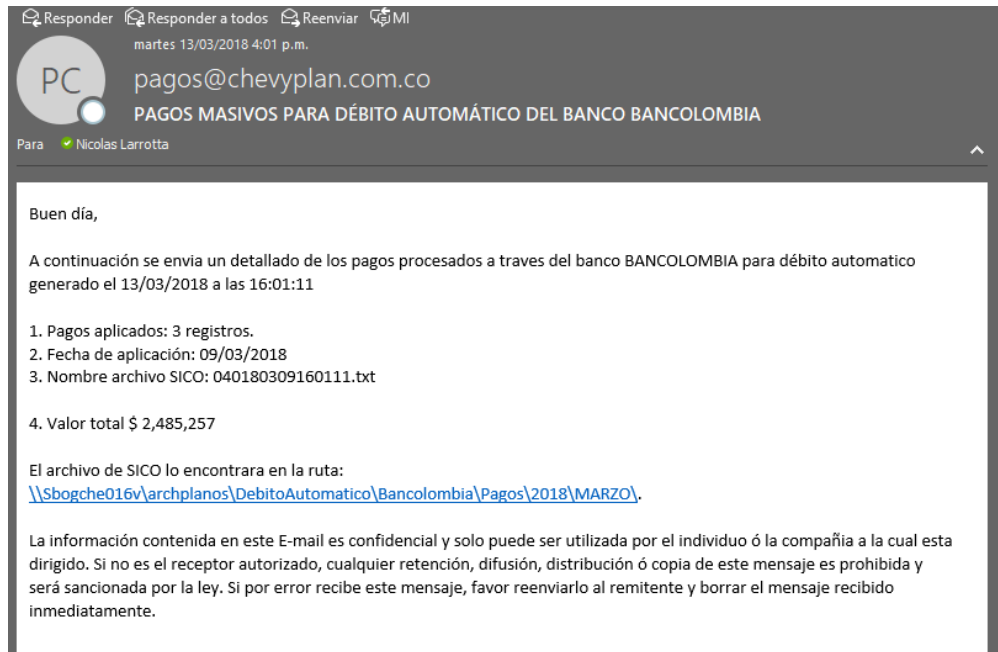 Responder Responder a todos Reenviar MI
martes 13/03/2018 4:01 p.m.
PC
pagos@chevyplan.com.co
PAGOS MASIVOS PARA DÉBITO AUTOMÁTICO DEL BANCO BANCOLOMBIA
Para Nicolas Larrotta
Buen día,
A continuación se envia un detallado de los pagos procesados a traves del banco BANCOLOMBIA para débito automatico
generado el 13/03/2018 a las 16:01:11
1. Pagos aplicados: 3 registros.
2. Fecha de aplicación: 09/03/2018
3. Nombre archivo SICO: 040180309160111.txt
4. Valor total $ 2,485,257
El archivo de SICO lo encontrara en la ruta:
\\Sbogche016v\archplanos\DebitoAutomatico\Bancolombia\Pagos\2018\MARZO\.
La información contenida en este E-mail es confidencial y solo puede ser utilizada por el individuo ó la compañia a la cual esta
dirigido. Si no es el receptor autorizado, cualquier retención, difusión, distribución ó copia de este mensaje es prohibida y
será sancionada por la ley. Si por error recibe este mensaje, favor reenviarlo al remitente y borrar el mensaje recibido
inmediatamente.